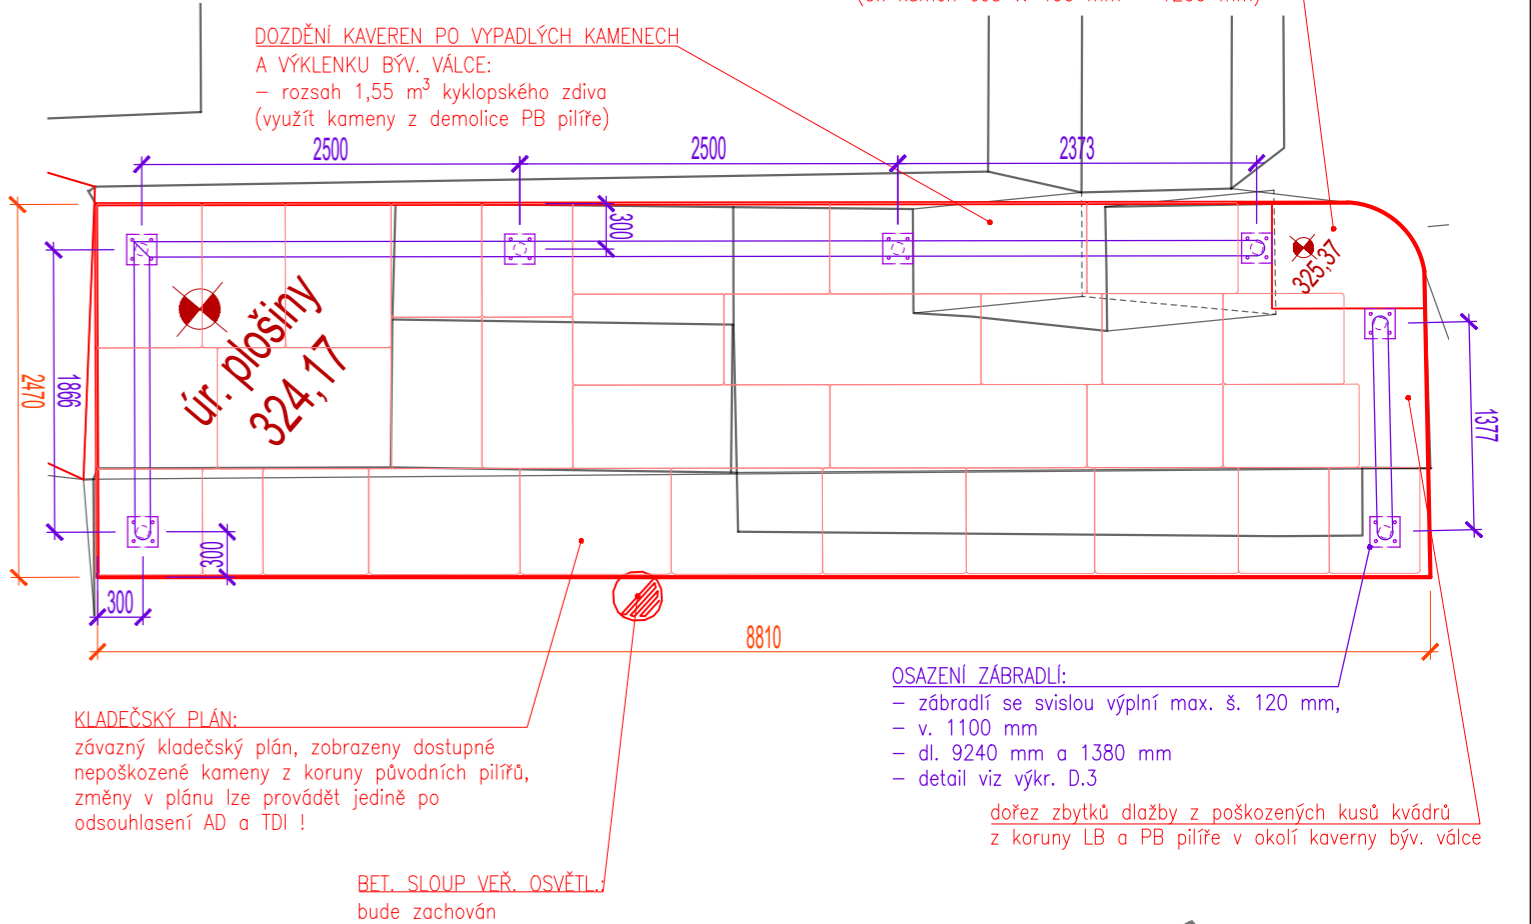 DOZDĚNÍ KAVEREN PO VYPADLÝCH KAMENECH
A VÝKLENKU BÝV. VÁLCE:
– rozsah 1,55 m³ kyklopského zdiva
(využít kameny z demolice PB pilíře)
2500
2500
2373
300
325,37
úr. plošiny
324,17
2470
1866
1377
300
300
8810
OSAZENÍ ZÁBRADLÍ:
– zábradlí se svislou výplní max. š. 120 mm,
– v. 1100 mm
– dl. 9240 mm a 1380 mm
– detail viz výkr. D.3
KLADEČSKÝ PLÁN:
závazný kladečský plán, zobrazeny dostupné
nepoškozené kameny z koruny původních pilířů,
změny v plánu lze provádět jedině po
odsouhlasení AD a TDI !
dořez zbytků dlažby z poškozených kusů kvádrů
z koruny LB a PB pilíře v okolí kaverny býv. válce
BET. SLOUP VEŘ. OSVĚTL.:
bude zachován